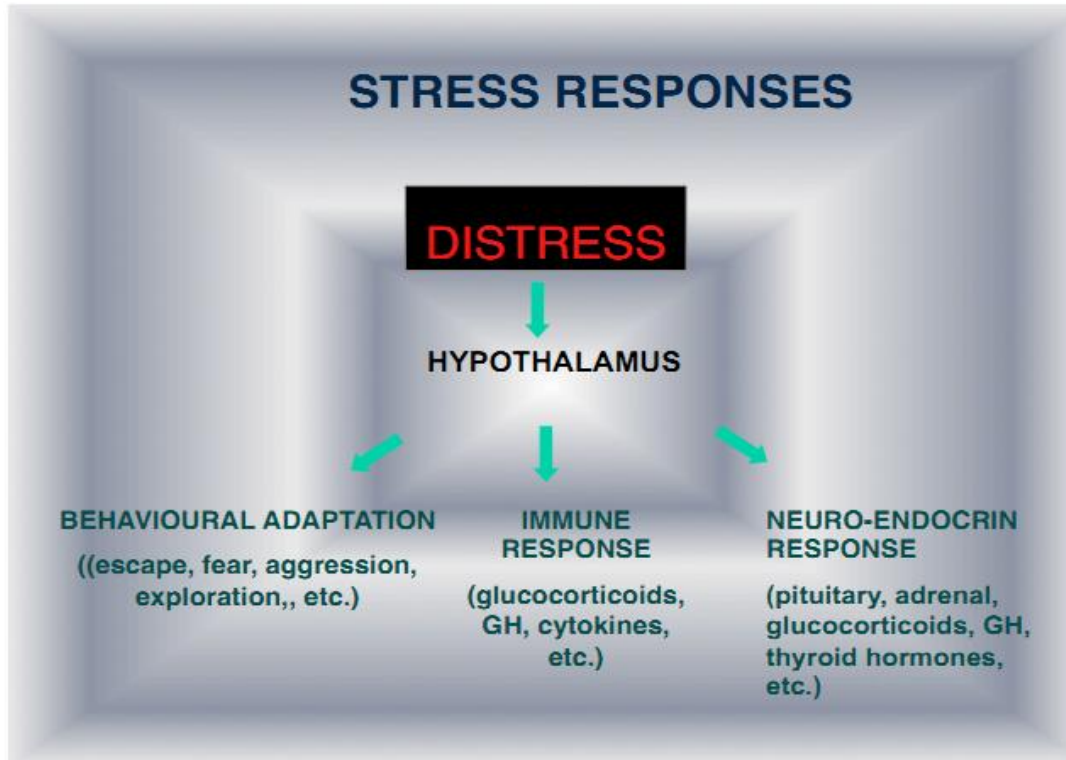 STRESS RESPONSES
DISTRESS
HYPOTHALAMUS
BEHAVIOURAL ADAPTATION
((escape, fear, aggression,
exploration,, etc.)
IMMUNE
RESPONSE
(glucocorticoids,
GH, cytokines,
etc.)
NEURO-ENDOCRIN
RESPONSE
(pituitary, adrenal,
glucocorticoids, GH,
thyroid hormones,
etc.)